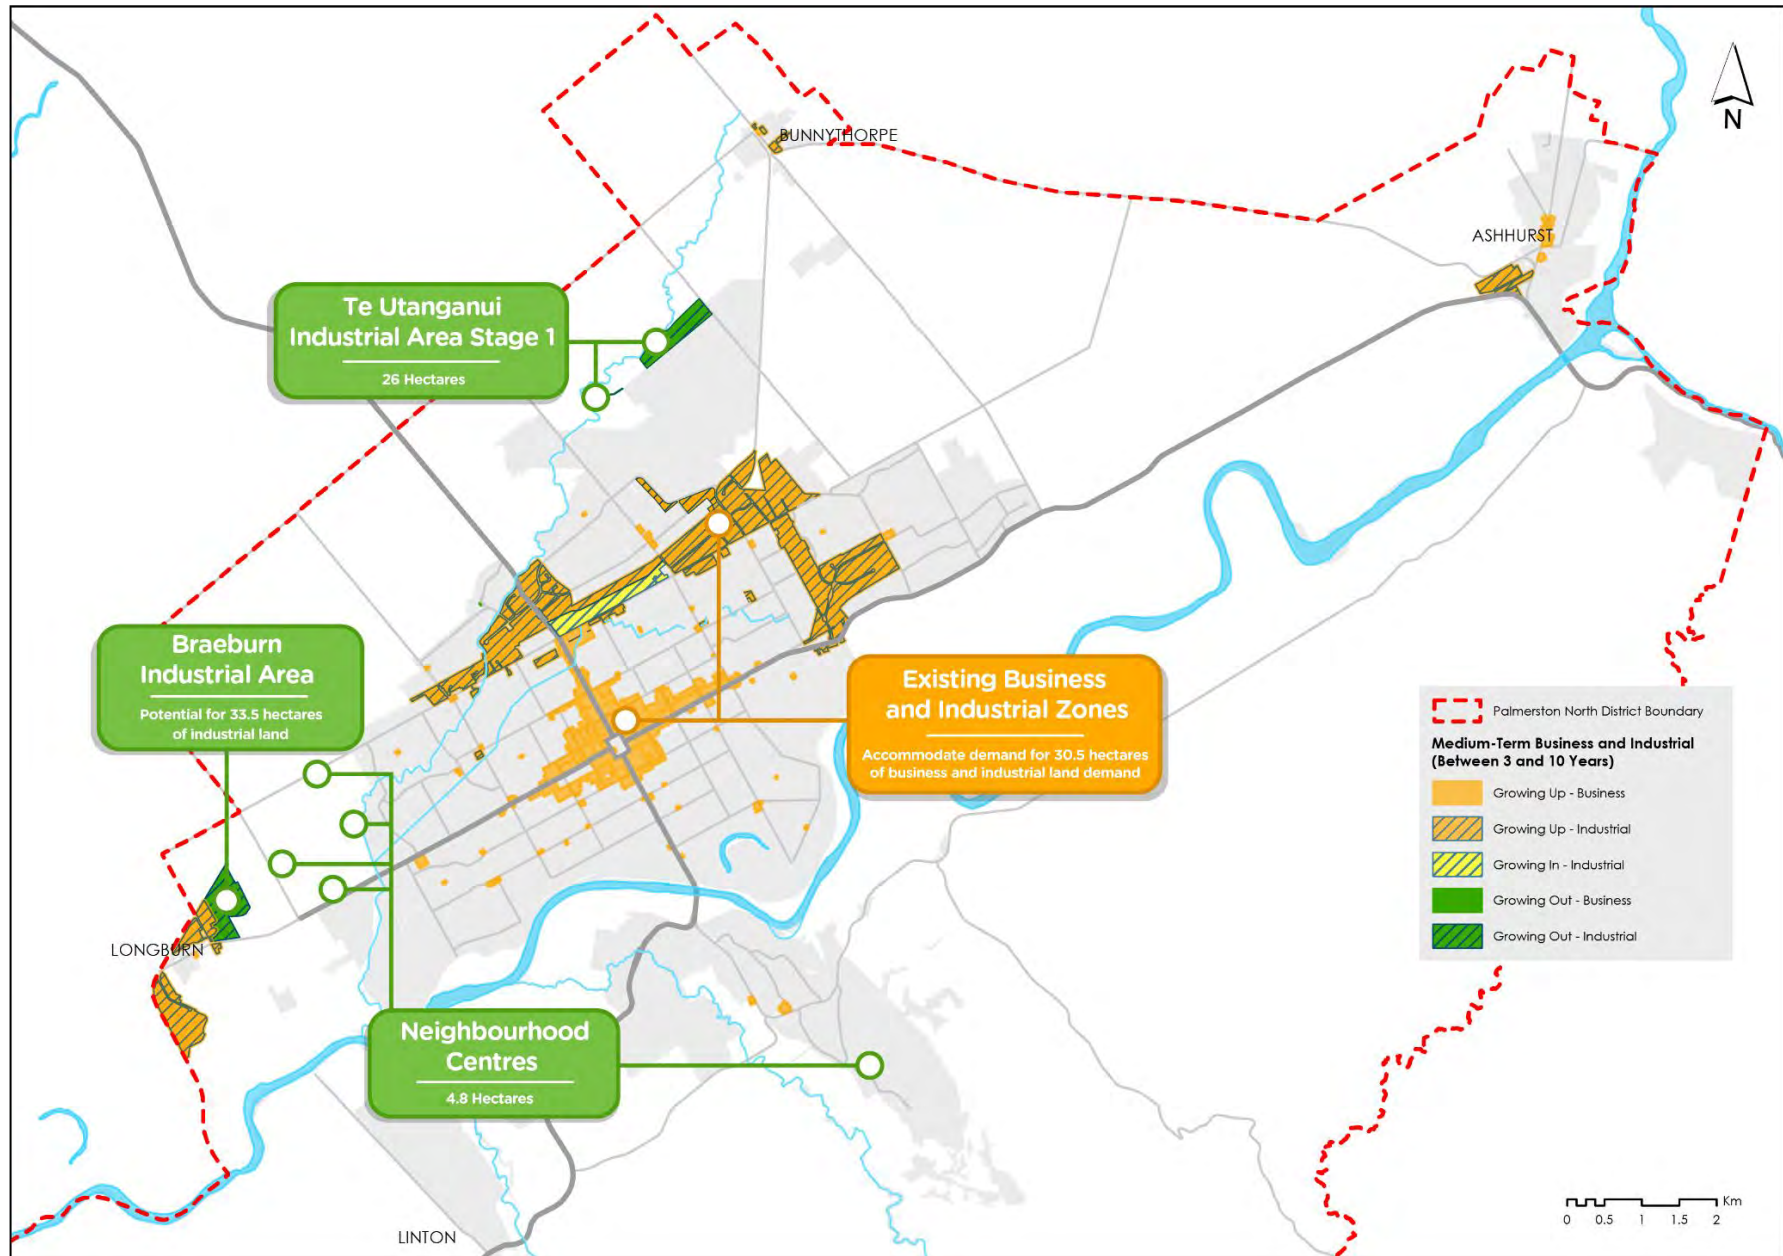 BUNNYTHORPE
N
ASHHURST
Te Utanganui
Industrial Area Stage 1
26 Hectares
Braeburn
Industrial Area
Potential for 33.5 hectares
of industrial land
Existing Business
and Industrial Zones
Accommodate demand for 30.5 hectares
of business and industrial land demand
Palmerston North District Boundary
Medium-Term Business and Industrial
(Between 3 and 10 Years)
Growing Up - Business
Growing Up - Industrial
Growing In - Industrial
Growing Out - Business
Growing Out - Industrial
LONGBURN
Neighbourhood
Centres
4.8 Hectares
LINTON
Km
0 0.5 1 1.5 2